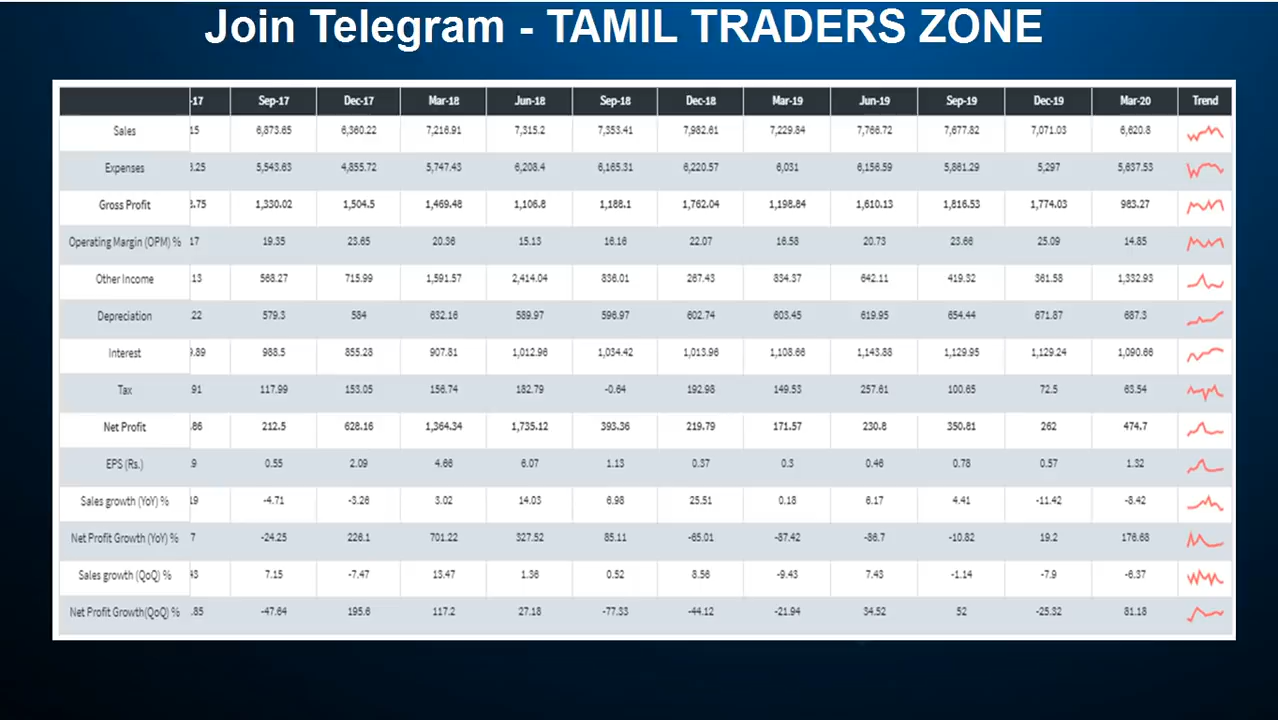 Join Telegram - TAMIL TRADERS ZONE
-17 Sep-17 Dec-17 Mar-18 Jun-18 Sep-18 Dec-18 Mar-19 Jun-19 Sep-19 Dec-19 Mar-20 Trend
Sales 15 6,873.65 6,360.22 7,216.91 7,315.2 7,353.41 7,982.61 7,229.84 7,766.72 7,677.82 7,071.03 6,620.8
Expenses 3.25 5,543.63 4,855.72 5,747.43 6,208.4 6,165.31 6,220.57 6,031 6,156.59 5,861.29 5,297 5,637.53
Gross Profit 3.75 1,330.02 1,504.5 1,469.48 1,106.8 1,188.1 1,762.04 1,198.84 1,610.13 1,816.53 1,774.03 983.27
Operating Margin (OPM) % 17 19.35 23.65 20.36 15.13 16.16 22.07 16.58 20.73 23.66 25.09 14.85
Other Income 13 568.27 715.99 1,591.57 2,414.04 836.01 267.43 834.37 642.11 419.32 361.58 1,332.93
Depreciation .22 579.3 584 632.16 589.97 596.97 602.74 603.45 619.95 654.44 671.87 687.3
Interest 9.89 988.5 855.28 907.81 1,012.96 1,034.42 1,013.96 1,108.66 1,143.88 1,129.95 1,129.24 1,090.66
Tax .91 117.99 153.05 156.74 182.79 -0.64 192.98 149.53 257.61 100.65 72.5 63.54
Net Profit .86 212.5 628.16 1,364.34 1,735.12 393.36 219.79 171.57 230.8 350.81 262 474.7
EPS (Rs.) .9 0.55 2.09 4.66 6.07 1.13 0.37 0.3 0.46 0.78 0.57 1.32
Sales growth (YoY) % 19 -4.71 -3.26 3.02 14.03 6.98 25.51 0.18 6.17 4.41 -11.42 -8.42
Net Profit Growth (YoY) % 7 -24.25 226.1 701.22 327.52 85.11 -65.01 -87.42 -86.7 -10.82 19.2 176.68
Sales growth (QoQ) % 43 7.15 -7.47 13.47 1.36 0.52 8.56 -9.43 7.43 -1.14 -7.9 -6.37
Net Profit Growth(QoQ) % .85 -47.64 195.6 117.2 27.18 -77.33 -44.12 -21.94 34.52 52 -25.32 81.18